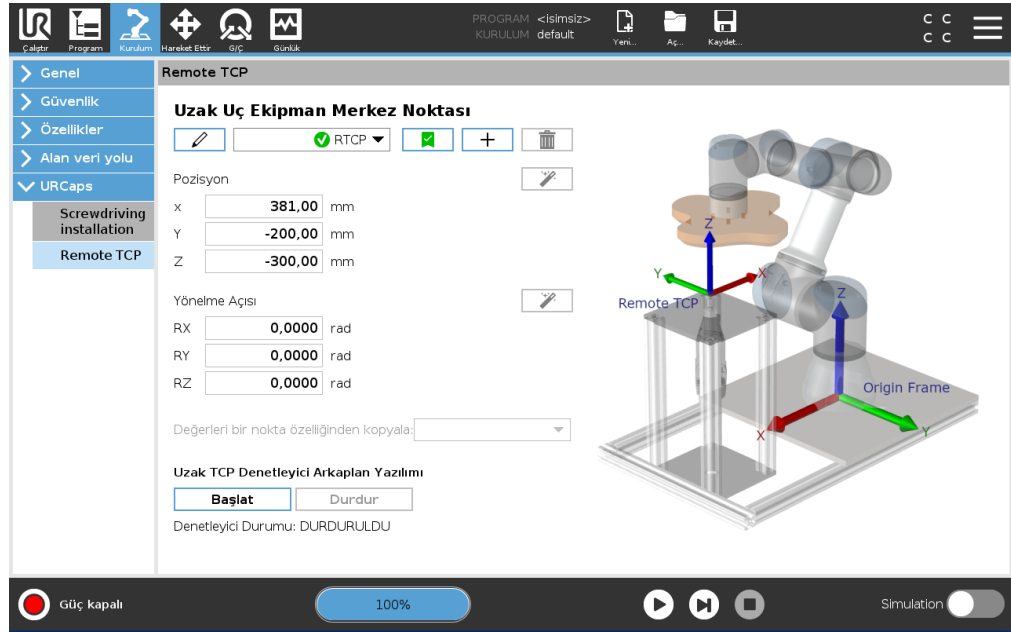 PROGRAM <isimsiz>
KURULUM default
Çalıştır Program Kurulum Hareket Ettir G/Ç Günlük Yeni... Aç... Kaydet...
C C
C C
Genel
Güvenlik
Özellikler
Alan veri yolu
URCaps
Screwdriving
installation
Remote TCP
Remote TCP
Uzak Uç Ekipman Merkez Noktası
RTCP
Pozisyon
x 381,00 mm
Y -200,00 mm
Z -300,00 mm
Yönelme Açısı
RX 0,0000 rad
RY 0,0000 rad
RZ 0,0000 rad
Değerleri bir nokta özelliğinden kopyala:
Uzak TCP Denetleyici Arkaplan Yazılımı
Başlat Durdur
Denetleyici Durumu: DURDURULDU
Z
Y X
Remote TCP
Z
Origin Frame
X Y
Güç kapalı 100% Simulation